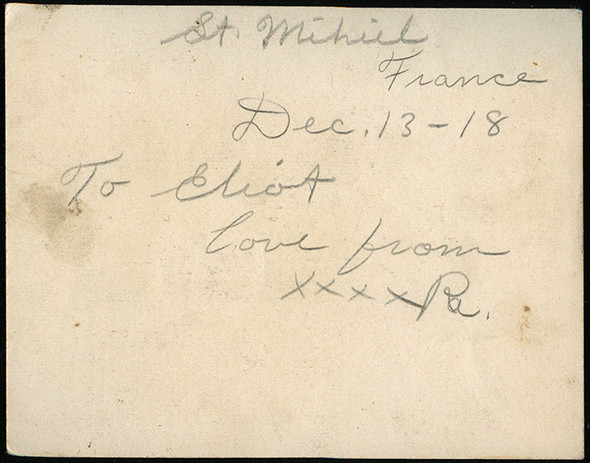 St. Mihiel
France
Dec. 13-18
To Eliot
love from
xxxx Pa.